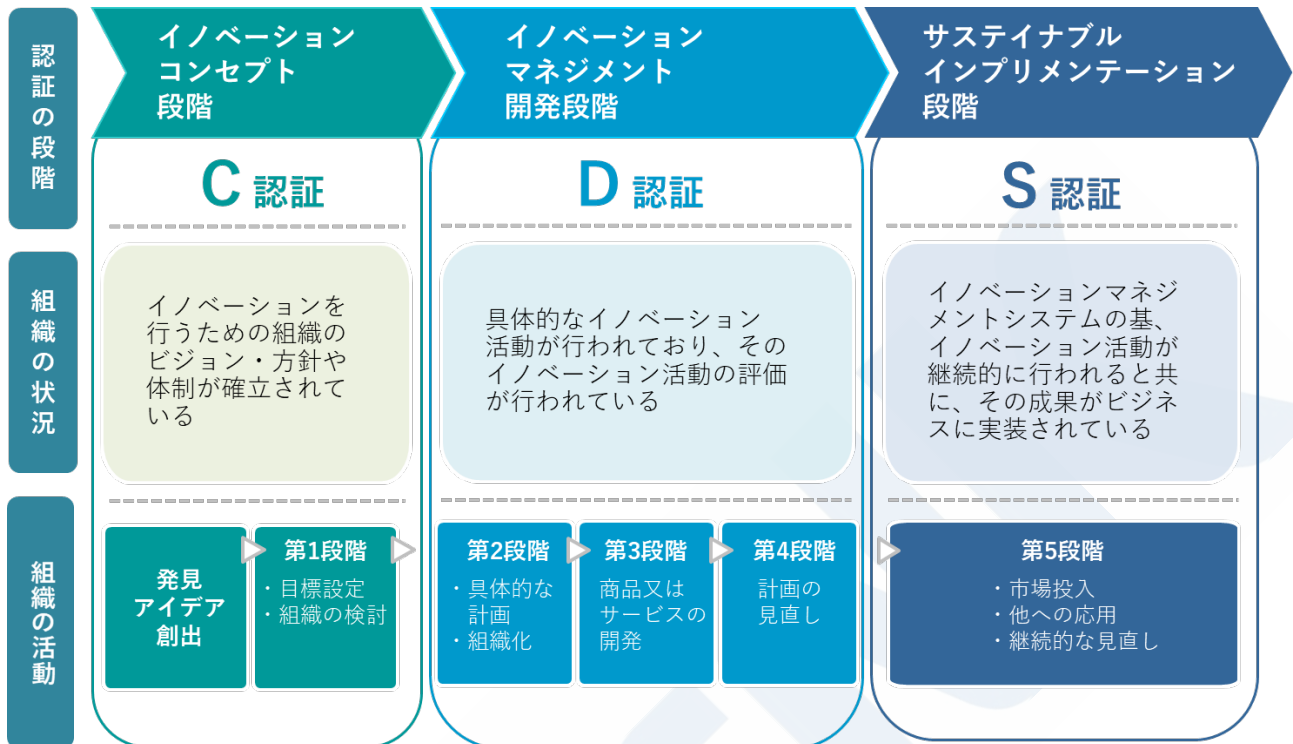 認証の段階
イノベーション
コンセプト
段階
イノベーション
マネジメント
開発段階
サステイナブル
インプリメンテーション
段階
C 認証
D 認証
S 認証
組織の状況
イノベーションを
行うための組織の
ビジョン・方針や
体制が確立されて
いる
具体的なイノベーション
活動が行われており、その
イノベーション活動の評価
が行われている
イノベーションマネジ
メントシステムの基、
イノベーション活動が
継続的に行われると共
に、その成果がビジネ
スに実装されている
組織の活動
発見
アイデア
創出
第1段階
・目標設定
・組織の検討
第2段階
・具体的な
計画
・組織化
第3段階
商品又は
サービスの
開発
第4段階
計画の
見直し
第5段階
・市場投入
・他への応用
・継続的な見直し